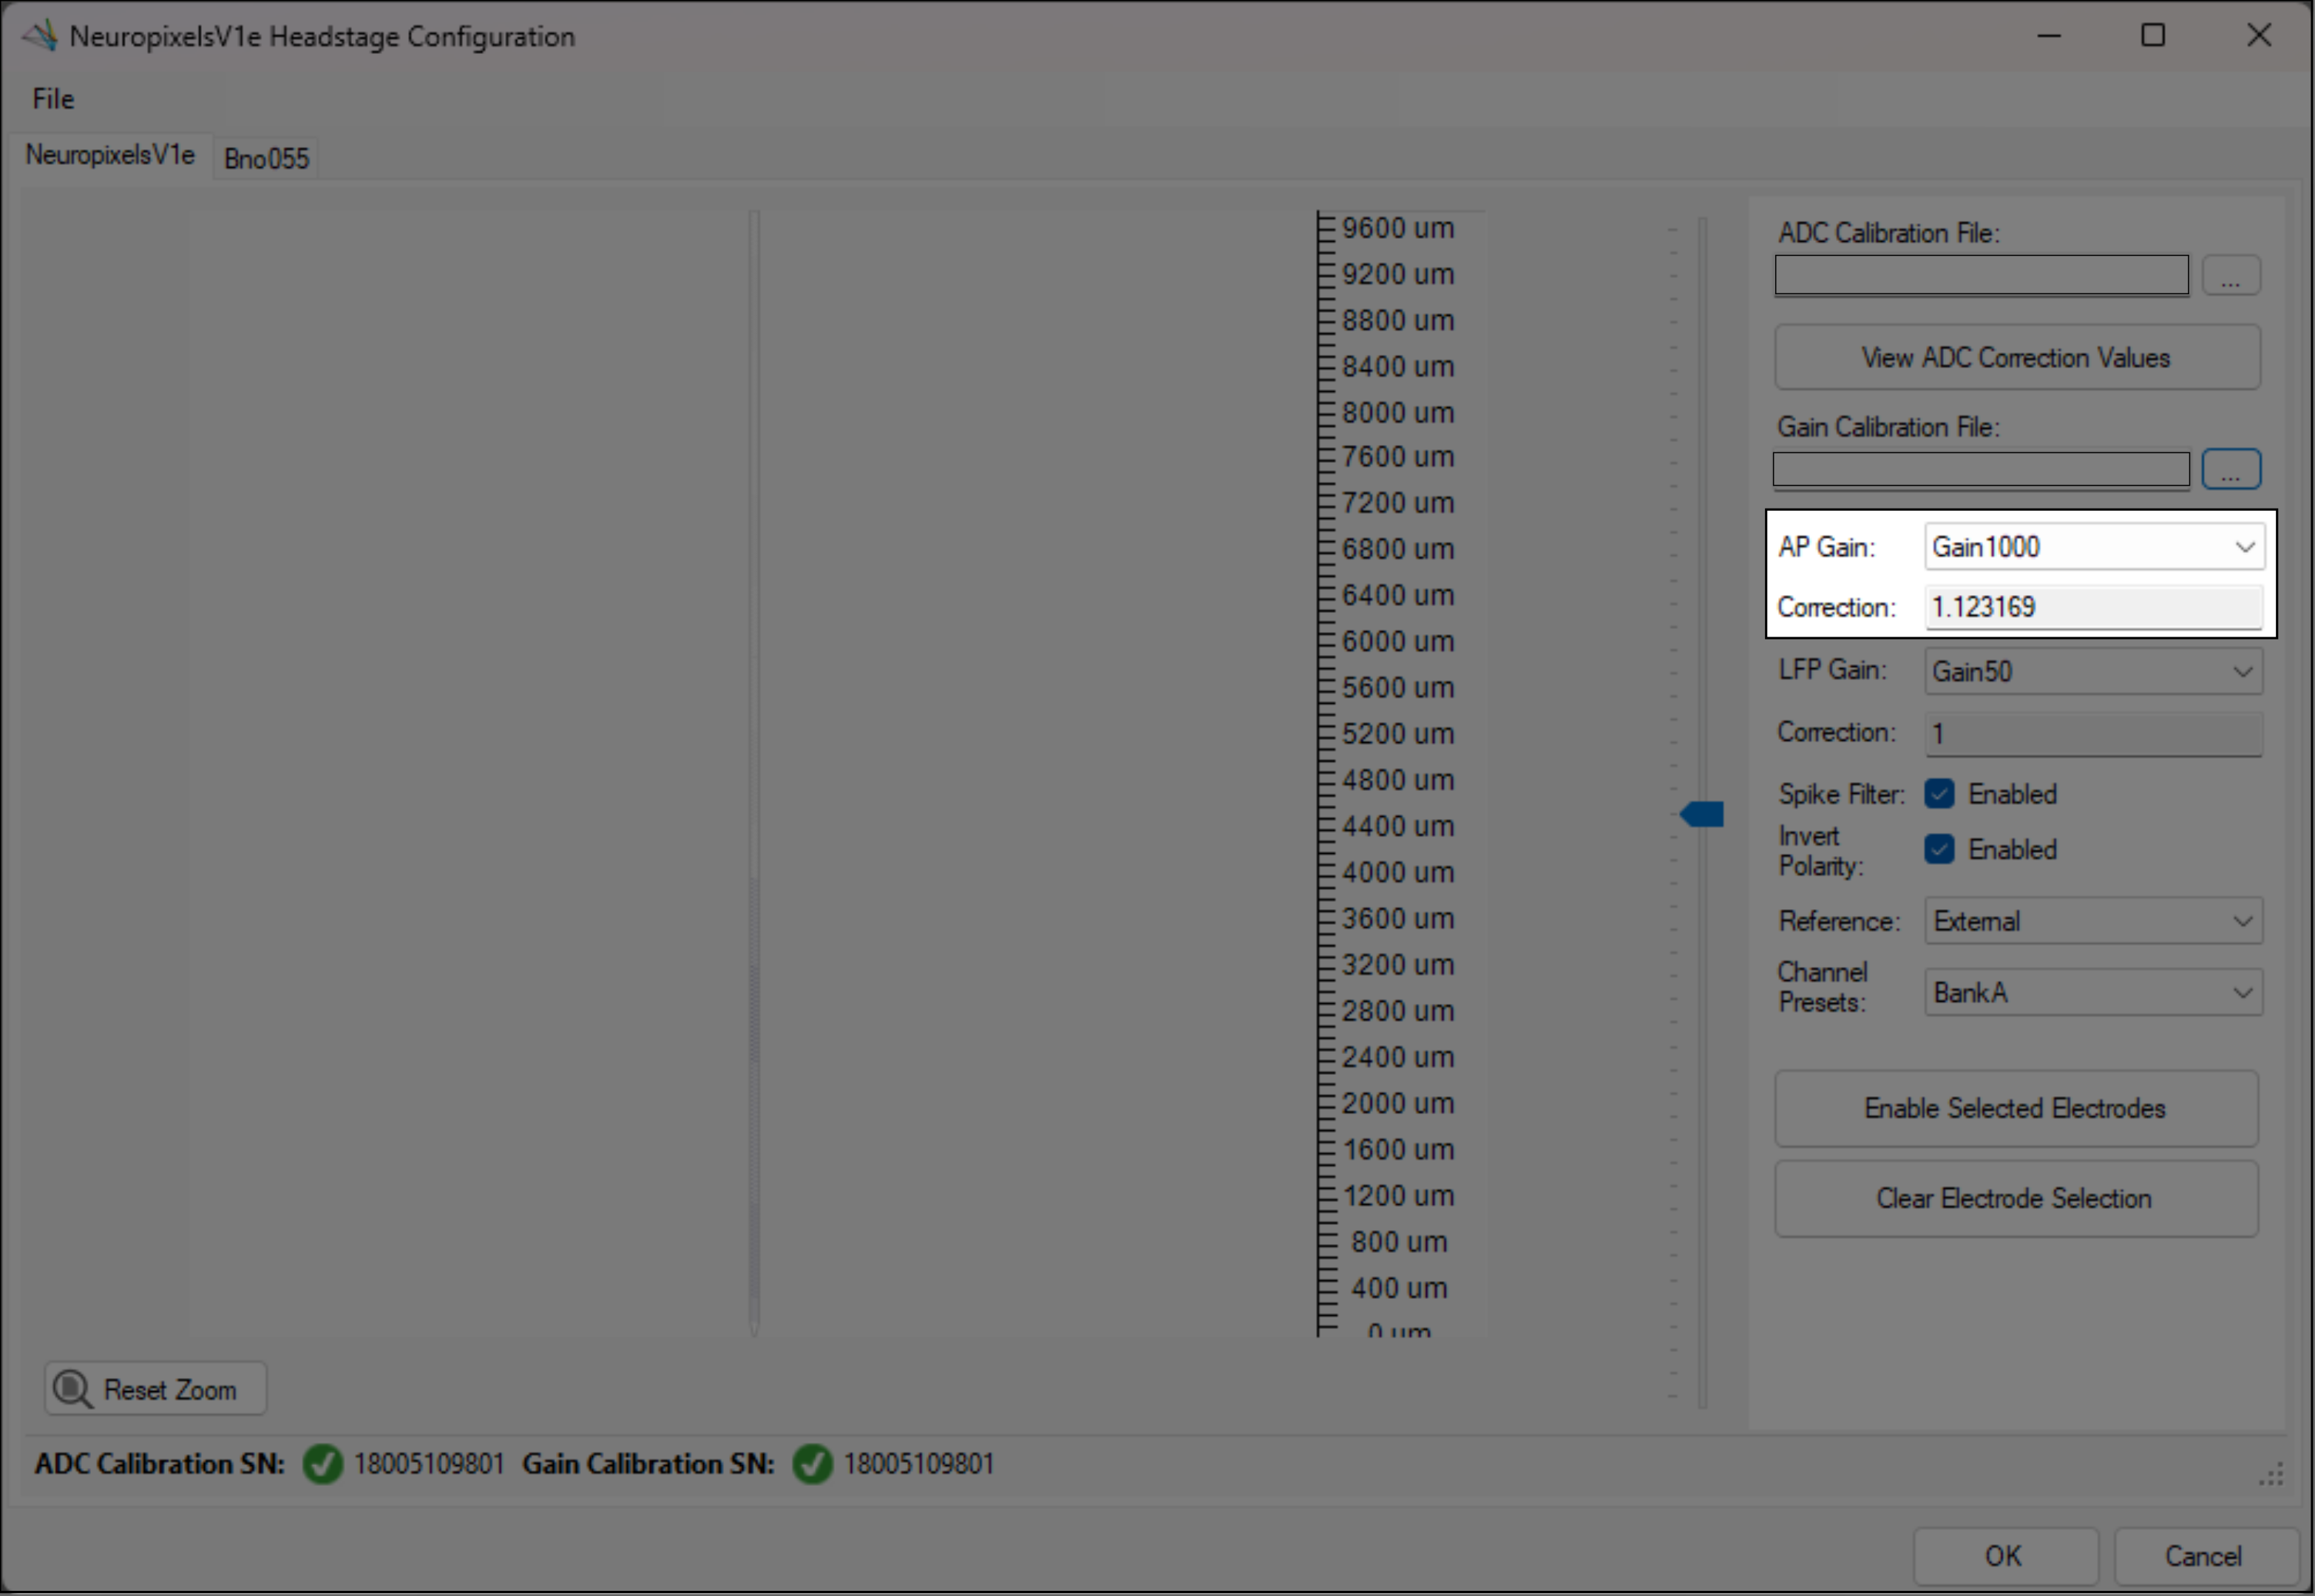 NeuropixelsV1e Headstage Configuration
File
NeuropixelsV1e
Bno055
9600 um
9200 um
8800 um
8400 um
8000 um
7600 um
7200 um
6800 um
6400 um
6000 um
5600 um
5200 um
4800 um
4400 um
4000 um
3600 um
3200 um
2800 um
2400 um
2000 um
1600 um
1200 um
800 um
400 um
0 um
ADC Calibration File:
...
View ADC Correction Values
Gain Calibration File:
...
AP Gain: Gain1000
Correction: 1.123169
LFP Gain: Gain50
Correction: 1
Spike Filter: Enabled
Invert
Polarity: Enabled
Reference: External
Channel
Presets: BankA
Enable Selected Electrodes
Clear Electrode Selection
Reset Zoom
ADC Calibration SN: 18005109801 Gain Calibration SN: 18005109801
OK Cancel